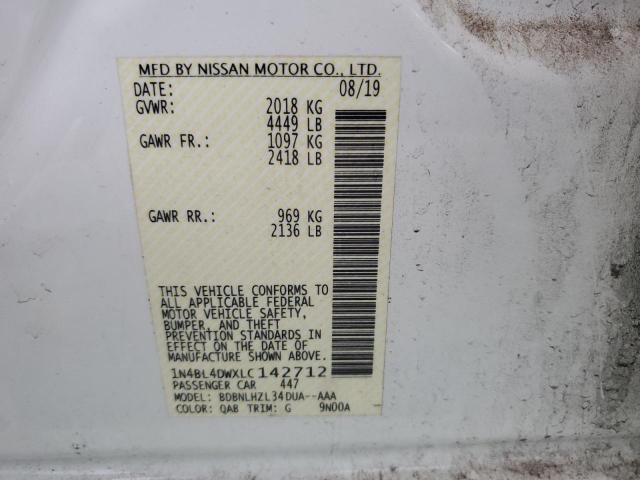 MFD BY NISSAN MOTOR CO., LTD.
DATE: 08/19
GVWR: 2018 KG
4449 LB
GAWR FR.: 1097 KG
2418 LB
GAWR RR.: 969 KG
2136 LB
THIS VEHICLE CONFORMS TO
ALL APPLICABLE FEDERAL
MOTOR VEHICLE SAFETY,
BUMPER, AND THEFT
PREVENTION STANDARDS IN
EFFECT ON THE DATE OF
MANUFACTURE SHOWN ABOVE.
1N4BL4DWXLC142712
PASSENGER CAR 447
MODEL: BDBNLHZL34DUA--AAA
COLOR: QAB TRIM: G 9N00A